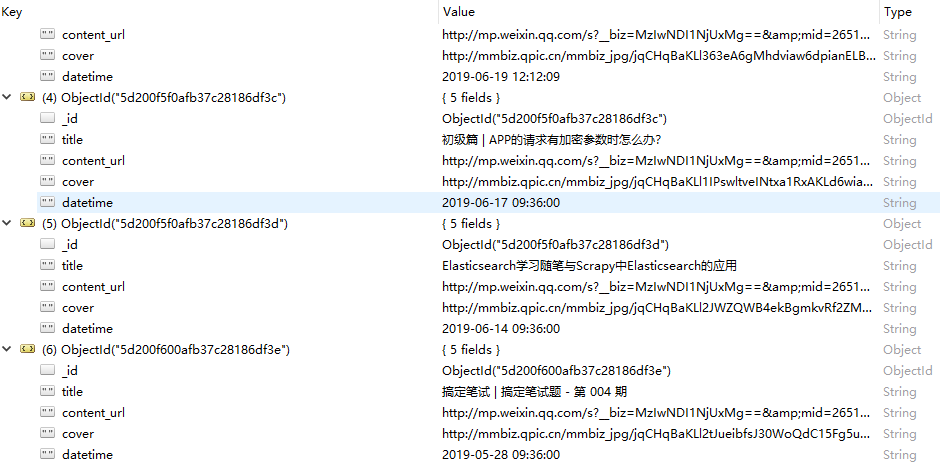 Key Value Type
content_url http://mp.weixin.qq.com/s?__biz=MzIwNDI1NjUxMg==&amp;mid=2651... String
cover http://mmbiz.qpic.cn/mmbiz_jpg/jqCHqBaKLl363eA6gMhdviaw6dpianELB... String
datetime 2019-06-19 12:12:09 String
(4) ObjectId("5d200f5f0afb37c28186df3c") { 5 fields } Object
_id ObjectId("5d200f5f0afb37c28186df3c") ObjectId
title 初级篇 | APP的请求有加密参数时怎么办? String
content_url http://mp.weixin.qq.com/s?__biz=MzIwNDI1NjUxMg==&amp;mid=2651... String
cover http://mmbiz.qpic.cn/mmbiz_jpg/jqCHqBaKLl1IPswltveINtxa1RxAKLd6wia... String
datetime 2019-06-17 09:36:00 String
(5) ObjectId("5d200f5f0afb37c28186df3d") { 5 fields } Object
_id ObjectId("5d200f5f0afb37c28186df3d") ObjectId
title Elasticsearch学习随笔与Scrapy中Elasticsearch的应用 String
content_url http://mp.weixin.qq.com/s?__biz=MzIwNDI1NjUxMg==&amp;mid=2651... String
cover http://mmbiz.qpic.cn/mmbiz_jpg/jqCHqBaKLl2JWZQWB4ekBgmkvRf2ZM... String
datetime 2019-06-14 09:36:00 String
(6) ObjectId("5d200f600afb37c28186df3e") { 5 fields } Object
_id ObjectId("5d200f600afb37c28186df3e") ObjectId
title 搞定笔试 | 搞定笔试题 - 第 004 期 String
content_url http://mp.weixin.qq.com/s?__biz=MzIwNDI1NjUxMg==&amp;mid=2651... String
cover http://mmbiz.qpic.cn/mmbiz_jpg/jqCHqBaKLl2tJueibfsJ30WoQdC15Fg5u... String
datetime 2019-05-28 09:36:00 String